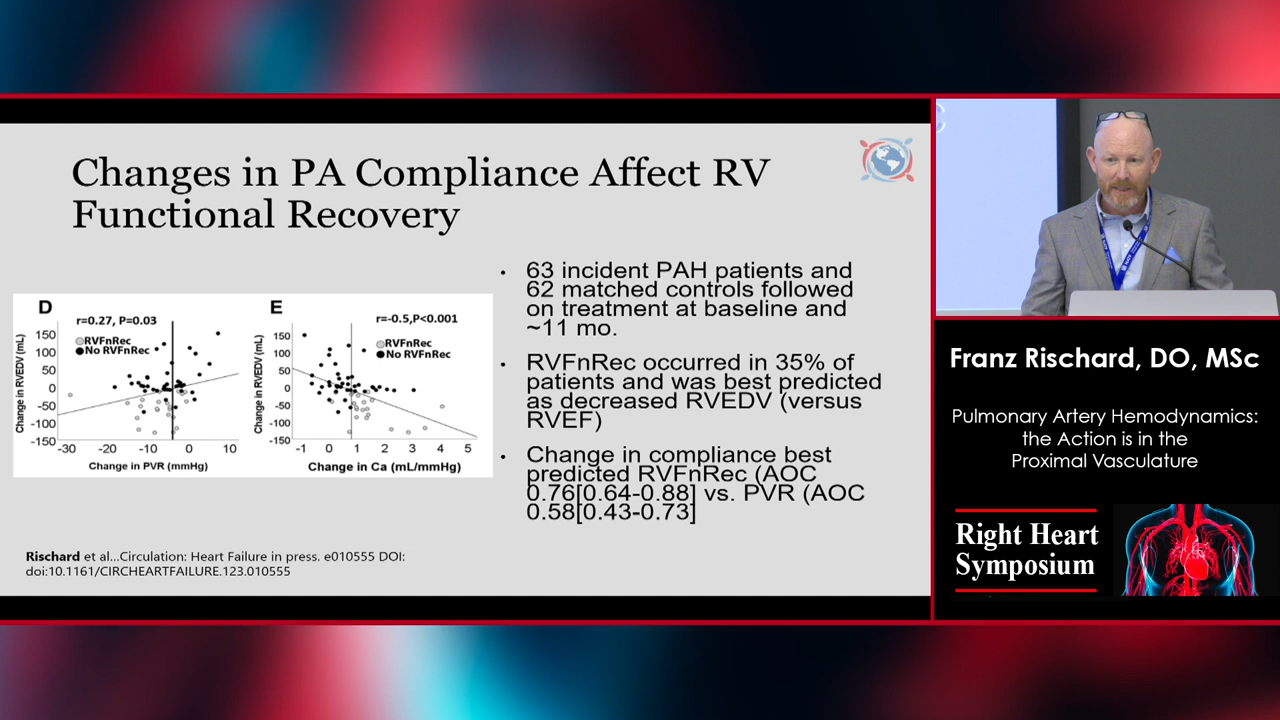 Changes in PA Compliance Affect RV
Functional Recovery
D
r=0.27, P=0.03
RVFnRec
No RVFnRec
Change in RVEDV (mL)
150
100
50
0
-50
-100
-150
-30
-20
-10
0
10
Change in PVR (mmHg)
E
r=-0.5,P<0.001
RVFnRec
No RVFnRec
Change in RVEDV (mL)
150
100
50
0
-50
-100
-150
-1
0
1
2
3
4
5
Change in Ca (mL/mmHg)
• 63 incident PAH patients and
62 matched controls followed
on treatment at baseline and
~11 mo.
• RVFnRec occurred in 35% of
patients and was best predicted
as decreased RVEDV (versus
RVEF)
• Change in compliance best
predicted RVFnRec (AOC
0.76[0.64-0.88] vs. PVR (AOC
0.58[0.43-0.73]
Rischard et al...Circulation: Heart Failure in press. e010555 DOI:
doi:10.1161/CIRCHEARTFAILURE.123.010555
C
Franz Rischard, DO, MSc
Pulmonary Artery Hemodynamics:
the Action is in the
Proximal Vasculature
Right Heart
Symposium